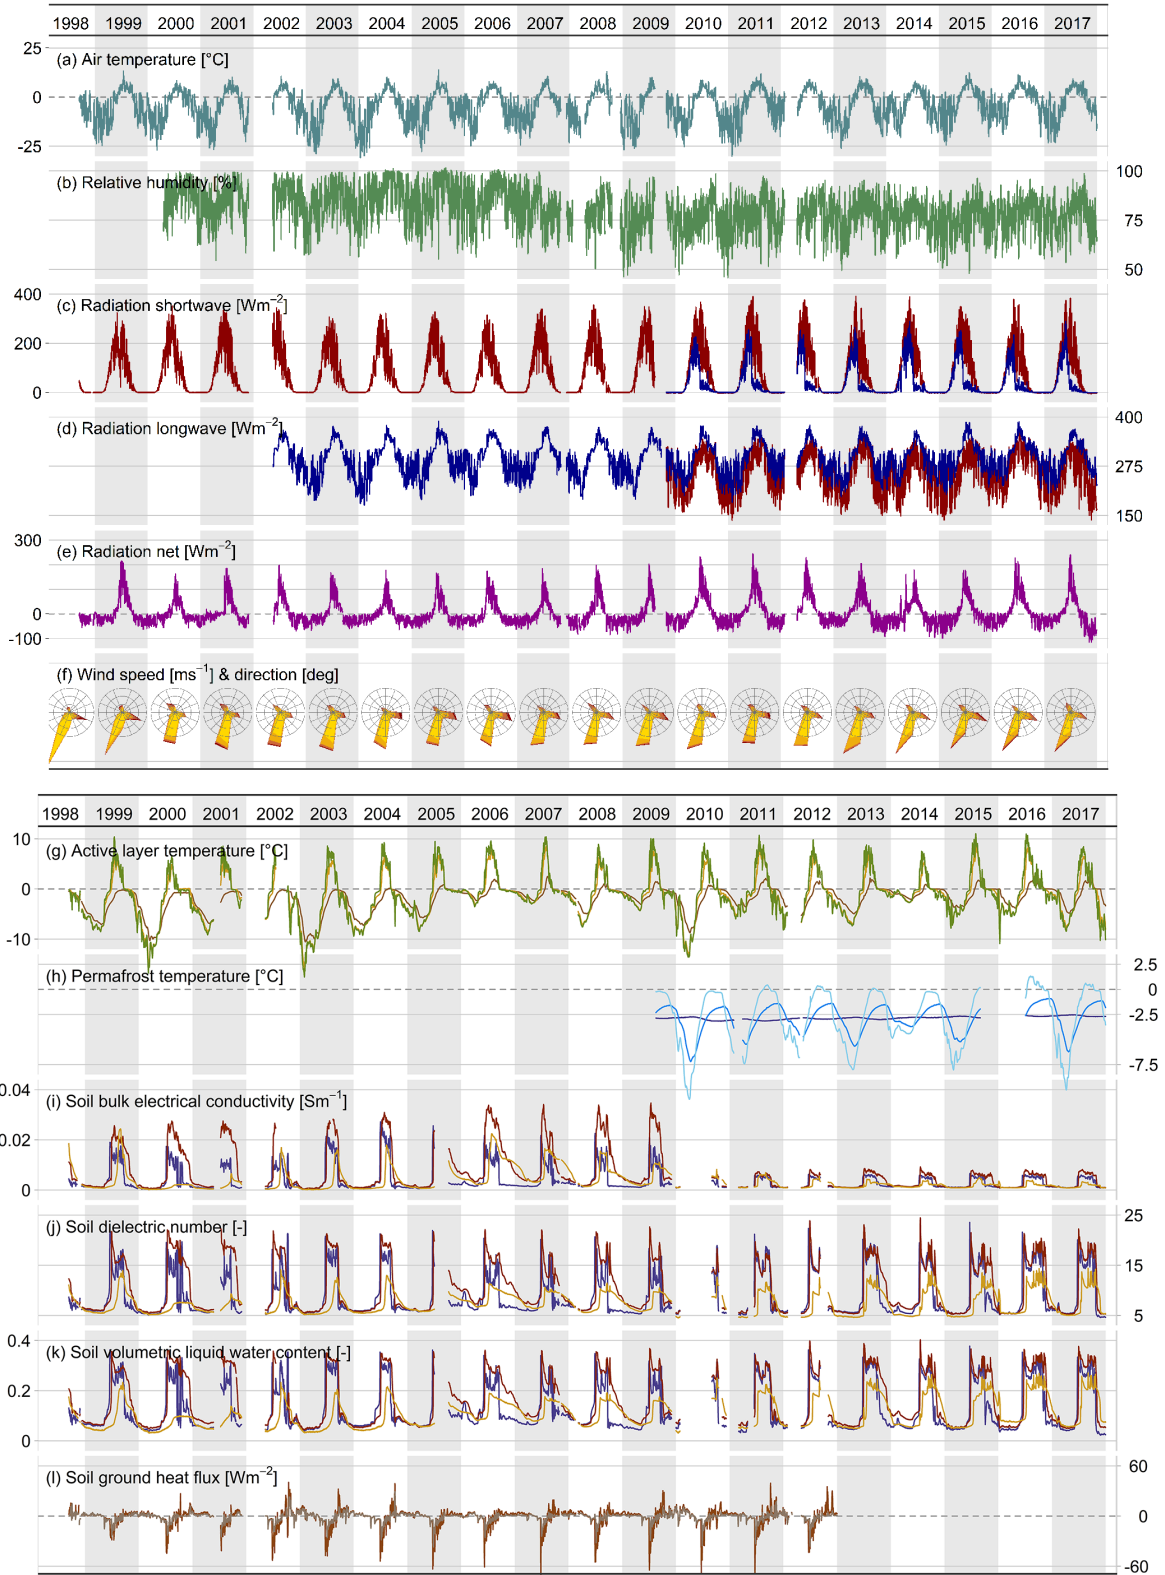 1998 1999 2000 2001 2002 2003 2004 2005 2006 2007 2008 2009 2010 2011 2012 2013 2014 2015 2016 2017
25
(a) Air temperature [°C]
0
-25
(b) Relative humidity [%]
100
75
50
400
(c) Radiation shortwave [Wm⁻²]
200
0
(d) Radiation longwave [Wm⁻²]
400
275
150
300
(e) Radiation net [Wm⁻²]
0
-100
(f) Wind speed [ms⁻¹] & direction [deg]
1998 1999 2000 2001 2002 2003 2004 2005 2006 2007 2008 2009 2010 2011 2012 2013 2014 2015 2016 2017
10
(g) Active layer temperature [°C]
0
-10
(h) Permafrost temperature [°C]
2.5
0
-2.5
-7.5
0.04
(i) Soil bulk electrical conductivity [Sm⁻¹]
0.02
0
(j) Soil dielectric number [-]
25
15
5
0.4
(k) Soil volumetric liquid water content [-]
0.2
0
(l) Soil ground heat flux [Wm⁻²]
60
0
-60